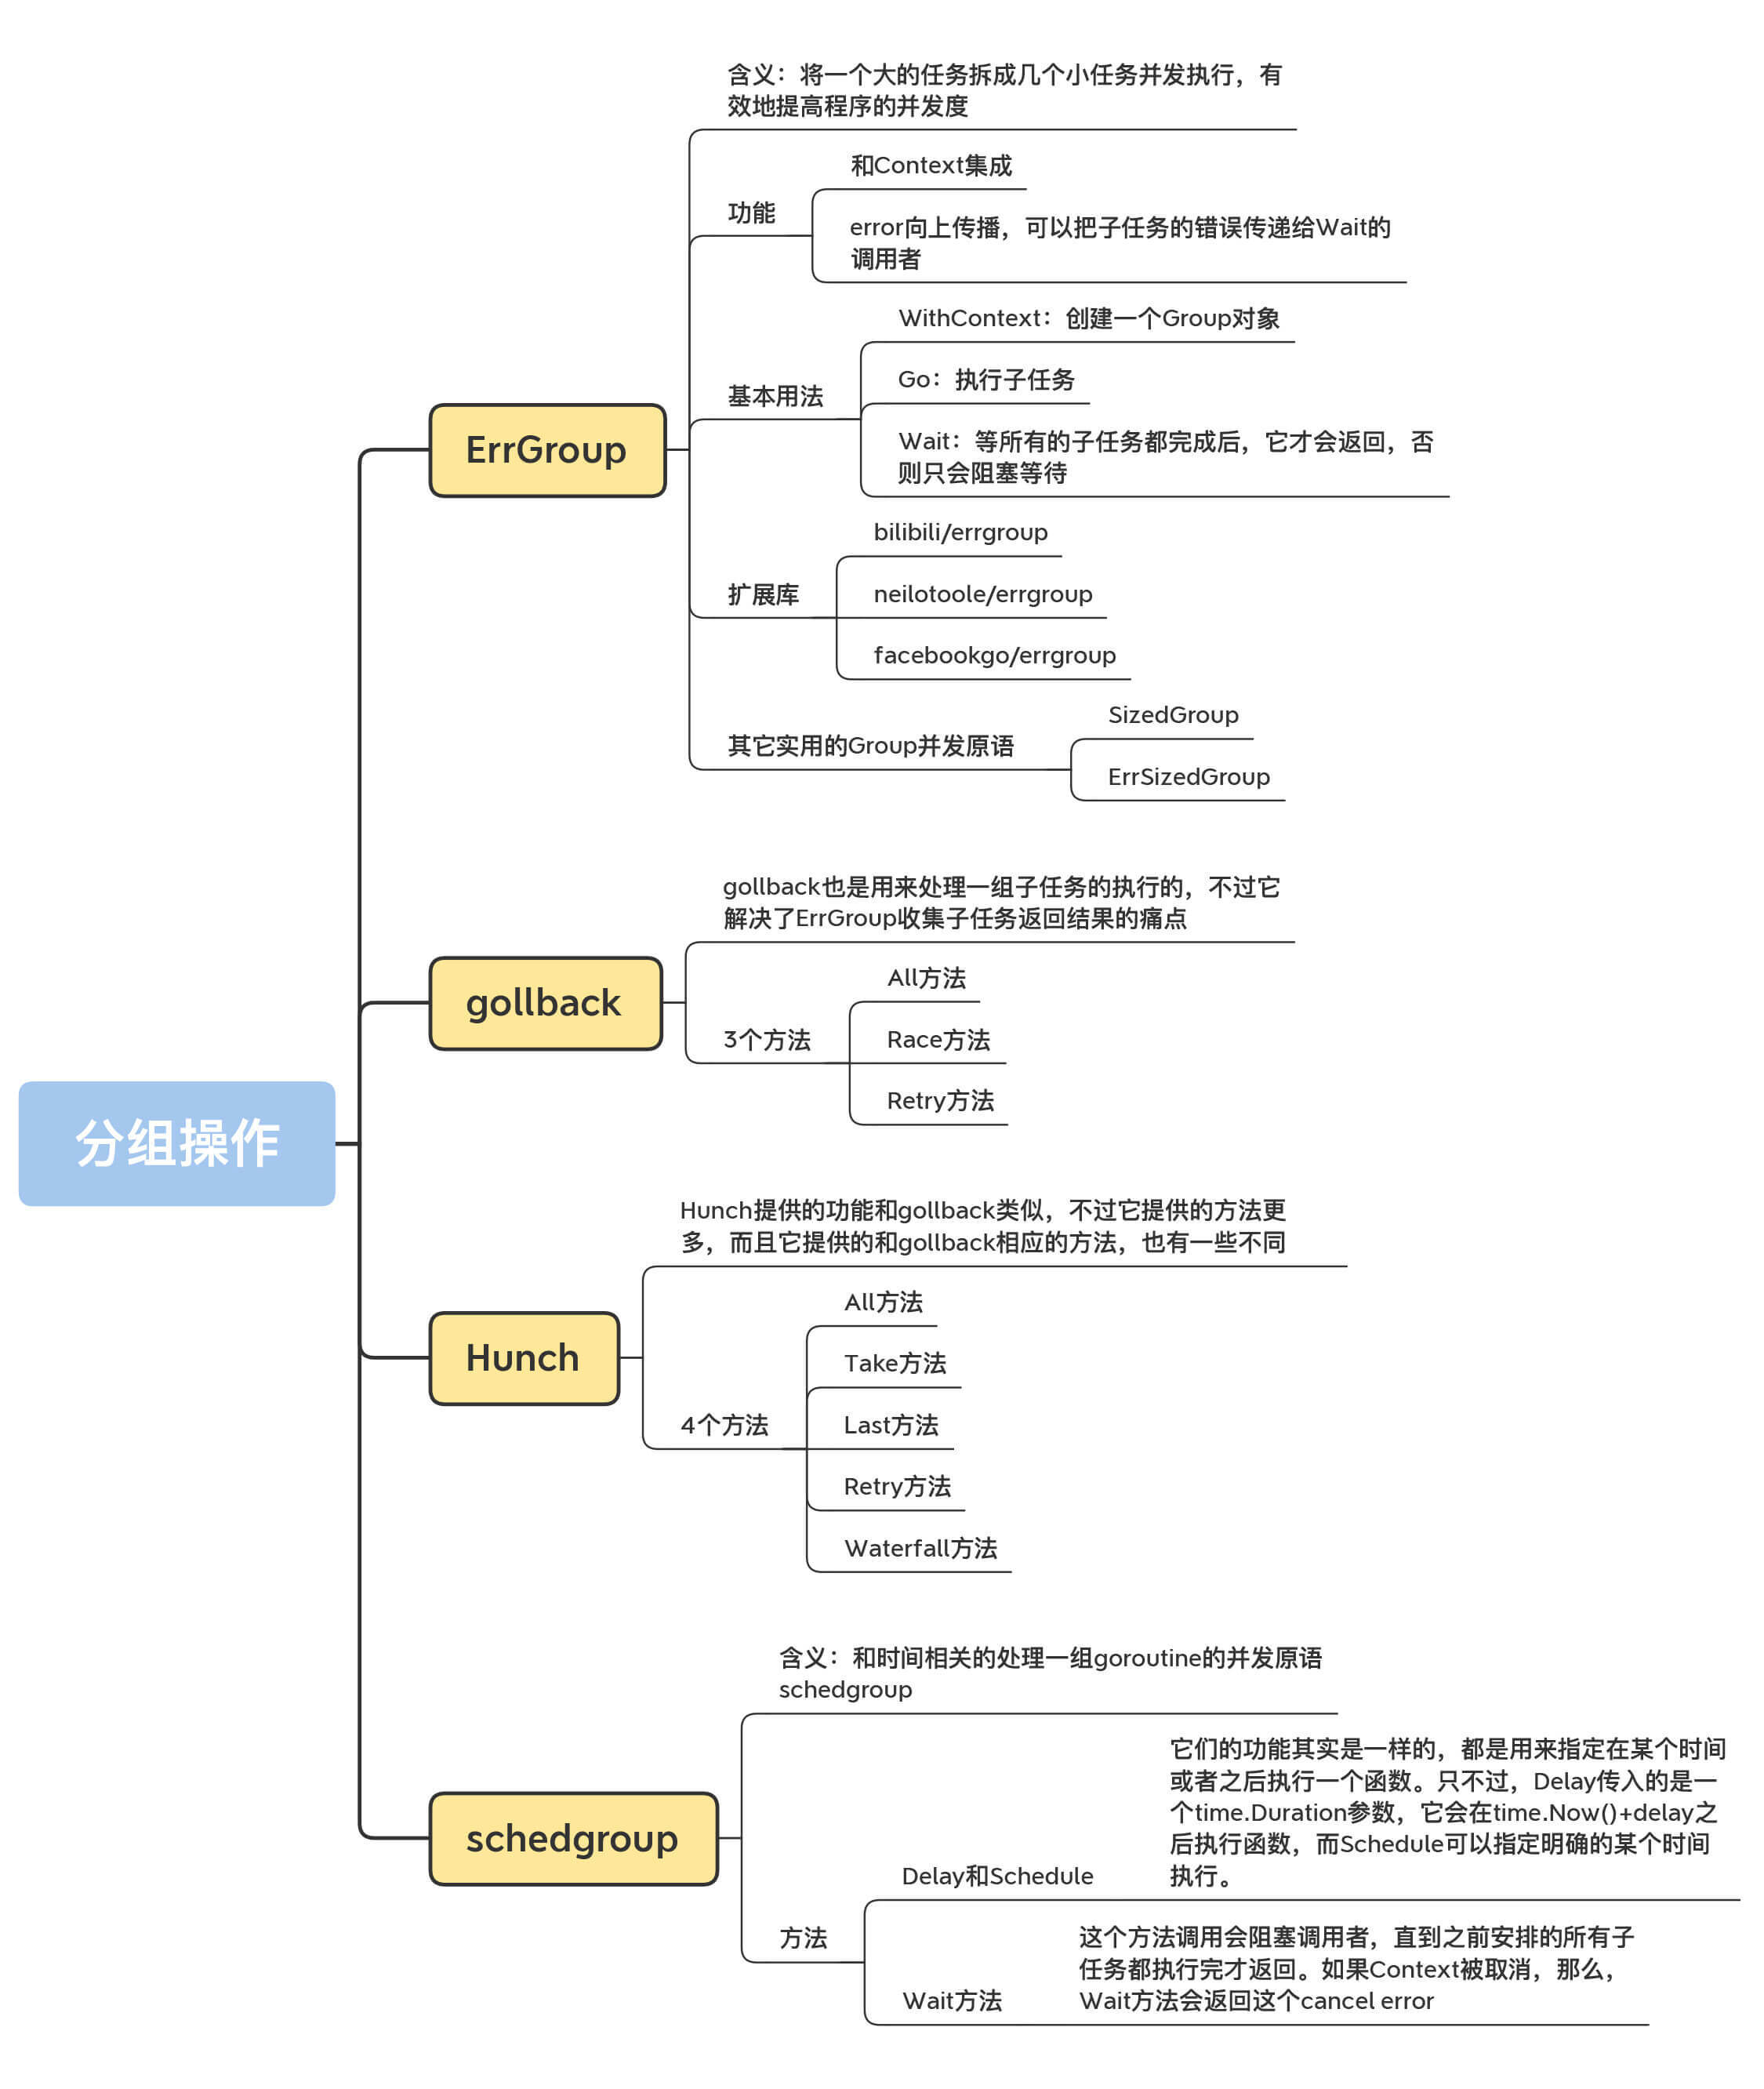 含义：将一个大的任务拆成几个小任务并发执行，有
效地提高程序的并发度
和Context集成
功能
error向上传播，可以把子任务的错误传递给Wait的
调用者
WithContext：创建一个Group对象
Go：执行子任务
基本用法
Wait：等所有的子任务都完成后，它才会返回，否
则只会阻塞等待
ErrGroup
bilibili/errgroup
扩展库
neilotoole/errgroup
facebookgo/errgroup
SizedGroup
其它实用的Group并发原语
ErrSizedGroup
gollback也是用来处理一组子任务的执行的，不过它
解决了ErrGroup收集子任务返回结果的痛点
All方法
gollback
3个方法
Race方法
Retry方法
分组操作
Hunch提供的功能和gollback类似，不过它提供的方法更
多，而且它提供的和gollback相应的方法，也有一些不同
All方法
Hunch
Take方法
4个方法
Last方法
Retry方法
Waterfall方法
含义：和时间相关的处理一组goroutine的并发原语
schedgroup
它们的功能其实是一样的，都是用来指定在某个时间
或者之后执行一个函数。只不过，Delay传入的是一
个time.Duration参数，它会在time.Now()+delay之
后执行函数，而Schedule可以指定明确的某个时间
执行。
schedgroup
Delay和Schedule
方法
这个方法调用会阻塞调用者，直到之前安排的所有子
任务都执行完才返回。如果Context被取消，那么，
Wait方法会返回这个cancel error
Wait方法